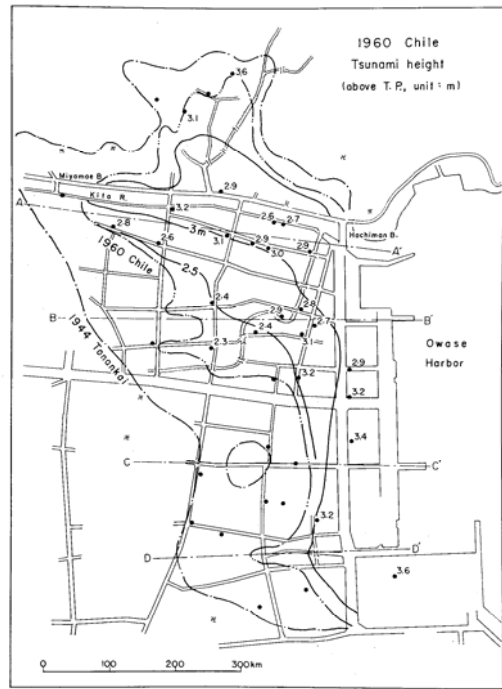 1960 Chile
Tsunami height
(above T.P., unit : m)
3.6
3.1
Miyamae B.
Kita R.
2.9
3.2
2.6
2.7
A
Hachiman B.
2.8
3m
3.1
2.9
3.0
2.9
A'
2.6
1960 Chile
2.5
2.4
2.8
2.9
2.7
B
B'
2.4
3.1
Owase
Harbor
2.3
1944 Tonankai
3.2
2.9
3.2
3.4
C
C'
3.2
D
D'
3.6
0
100
200
300km